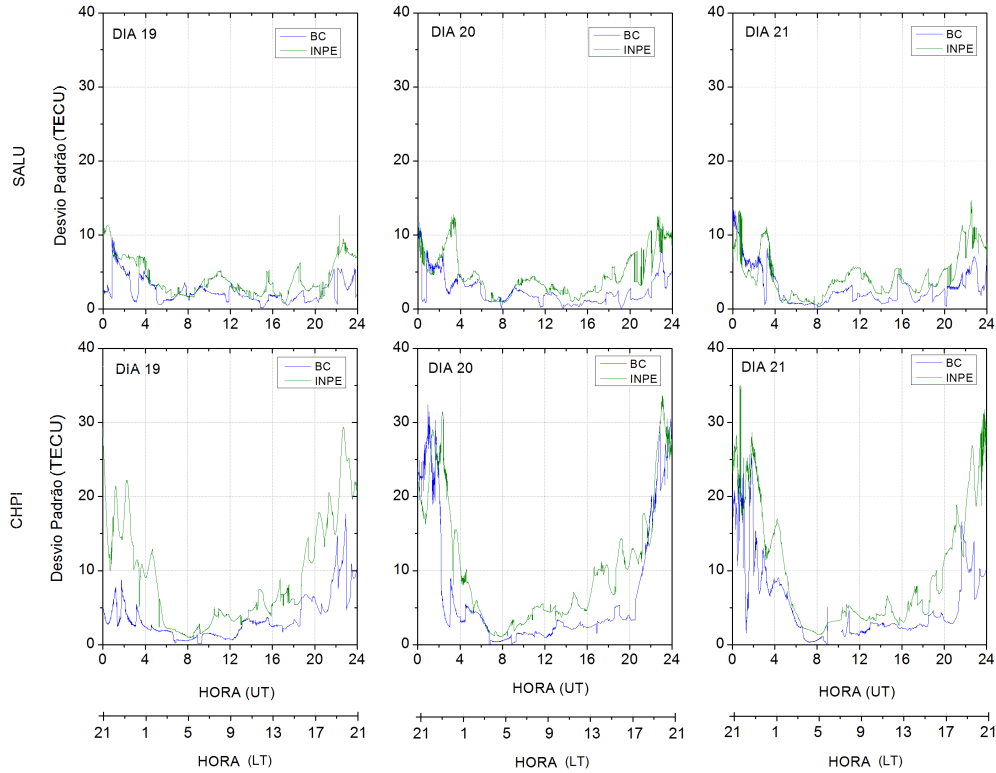 SALU
Desvio Padrão (TECU)
40
30
20
10
0
DIA 19
BC
INPE
0 4 8 12 16 20 24
40
30
20
10
0
DIA 20
BC
INPE
0 4 8 12 16 20 24
40
30
20
10
0
DIA 21
BC
INPE
0 4 8 12 16 20 24
CHPI
Desvio Padrão (TECU)
40
30
20
10
0
DIA 19
BC
INPE
0 4 8 12 16 20 24
HORA (UT)
21 1 5 9 13 17 21
HORA (LT)
40
30
20
10
0
DIA 20
BC
INPE
0 4 8 12 16 20 24
HORA (UT)
21 1 5 9 13 17 21
HORA (LT)
40
30
20
10
0
DIA 21
BC
INPE
0 4 8 12 16 20 24
HORA (UT)
21 1 5 9 13 17 21
HORA (LT)